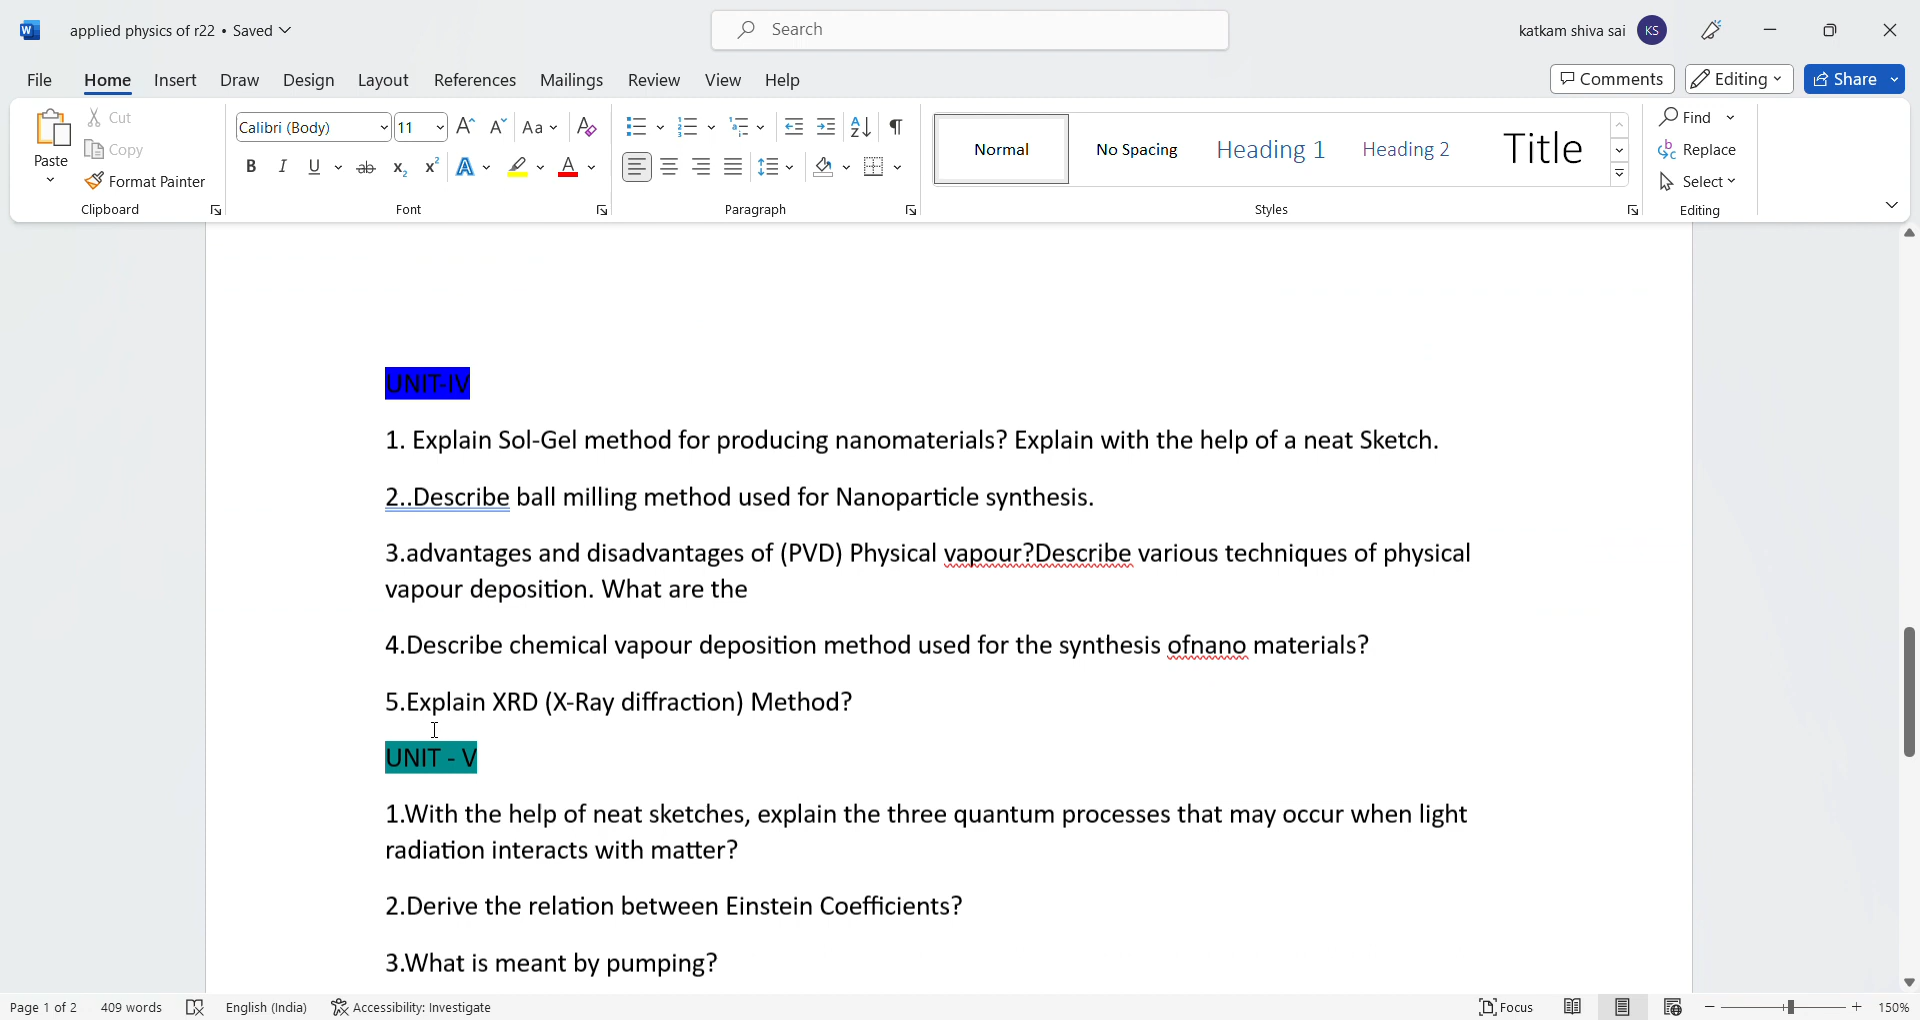 applied physics of r22 • Saved
Search
katkam shiva sai
KS
File Home Insert Draw Design Layout References Mailings Review View Help
Comments
Editing
Share
Paste
Cut
Copy
Format Painter
Clipboard
Calibri (Body)
11
Font
Paragraph
Normal
No Spacing
Heading 1
Heading 2
Title
Styles
Find
Replace
Select
Editing
UNIT-IV
1. Explain Sol-Gel method for producing nanomaterials? Explain with the help of a neat Sketch.
2..Describe ball milling method used for Nanoparticle synthesis.
3.advantages and disadvantages of (PVD) Physical vapour?Describe various techniques of physical
vapour deposition. What are the
4.Describe chemical vapour deposition method used for the synthesis ofnano materials?
5.Explain XRD (X-Ray diffraction) Method?
UNIT - V
1.With the help of neat sketches, explain the three quantum processes that may occur when light
radiation interacts with matter?
2.Derive the relation between Einstein Coefficients?
3.What is meant by pumping?
Page 1 of 2 409 words English (India) Accessibility: Investigate Focus 150%